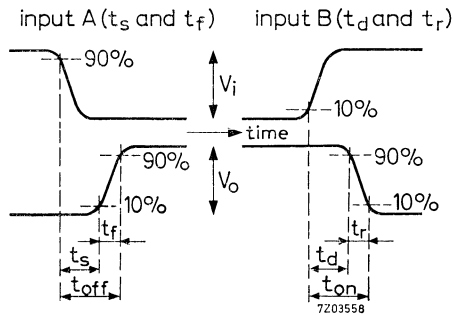 input A (ts and tf)
input B (td and tr)
90%
Vi
10%
time
90%
Vo
90%
10%
10%
tf
tr
ts
td
toff
ton
7Z03558